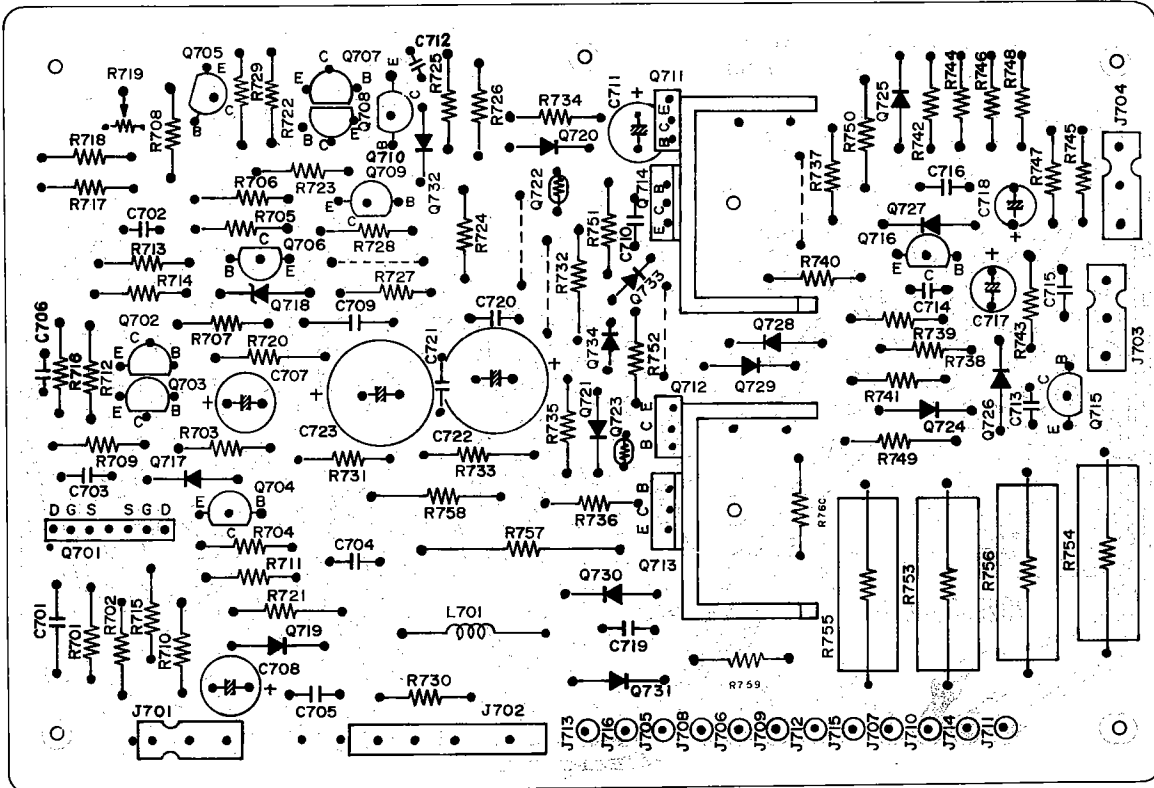 Q705
E
C
B
R719
R708
R718
R717
C702
R713
R714
R729
R722
Q707
C
E
B
Q708
C
B
E
Q710
E
C
B
C712
R725
R726
Q732
R723
Q709
E
B
C
R706
R705
R728
Q706
C
B
E
Q718
R727
R724
R734
Q720
Q722
C711
+
Q711
E
C
B
Q714
B
C
E
C710
R751
R732
Q733
Q734
R752
R737
R750
Q725
R742
R744
R746
R748
R747
R745
J704
C716
C718
+
Q727
Q716
E
B
C
C714
C717
+
R743
C715
J703
R740
R739
R738
R741
Q724
R749
Q726
C713
Q715
B
C
E
Q728
Q729
C706
R716
R712
Q702
C
E
B
Q703
E
B
C
R707
R720
C707
+
C709
C723
+
C721
C720
C722
+
R735
Q721
Q723
Q712
E
C
B
Q713
B
C
E
R703
R709
C703
Q717
Q704
E
B
C
R731
R733
R758
R736
R757
R760
D G S S G D
Q701
R704
R711
C704
R721
Q719
L701
Q730
C719
Q731
R759
R755
R753
R756
R754
C701
R701
R702
R715
R710
C708
+
C705
R730
J701
J702
J713
J716
J705
J708
J706
J709
J712
J715
J707
J710
J714
J711